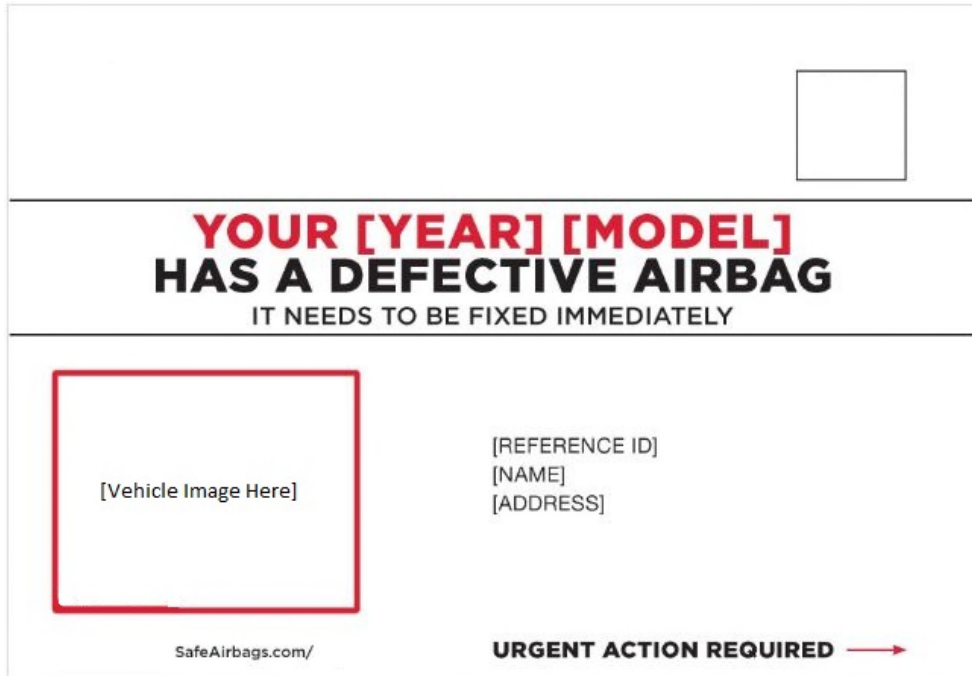 YOUR [YEAR] [MODEL]
HAS A DEFECTIVE AIRBAG
IT NEEDS TO BE FIXED IMMEDIATELY
[Vehicle Image Here]
[REFERENCE ID]
[NAME]
[ADDRESS]
SafeAirbags.com/
URGENT ACTION REQUIRED